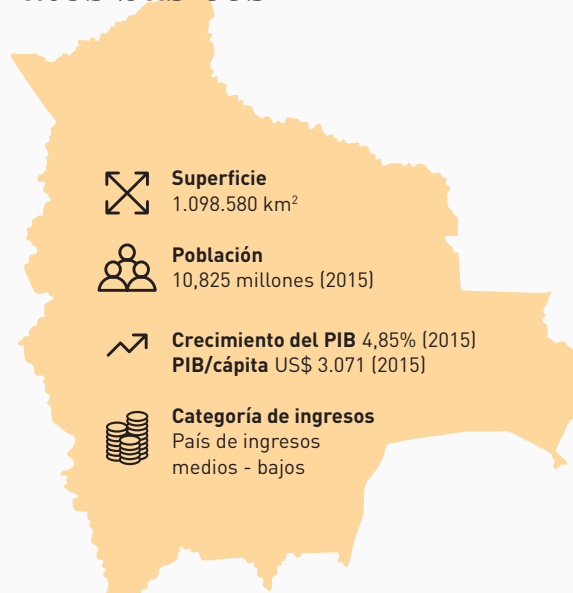 Superficie
1.098.580 km²
Población
10,825 millones (2015)
Crecimiento del PIB 4,85% (2015)
PIB/cápita US$ 3.071 (2015)
Categoría de ingresos
País de ingresos
medios - bajos